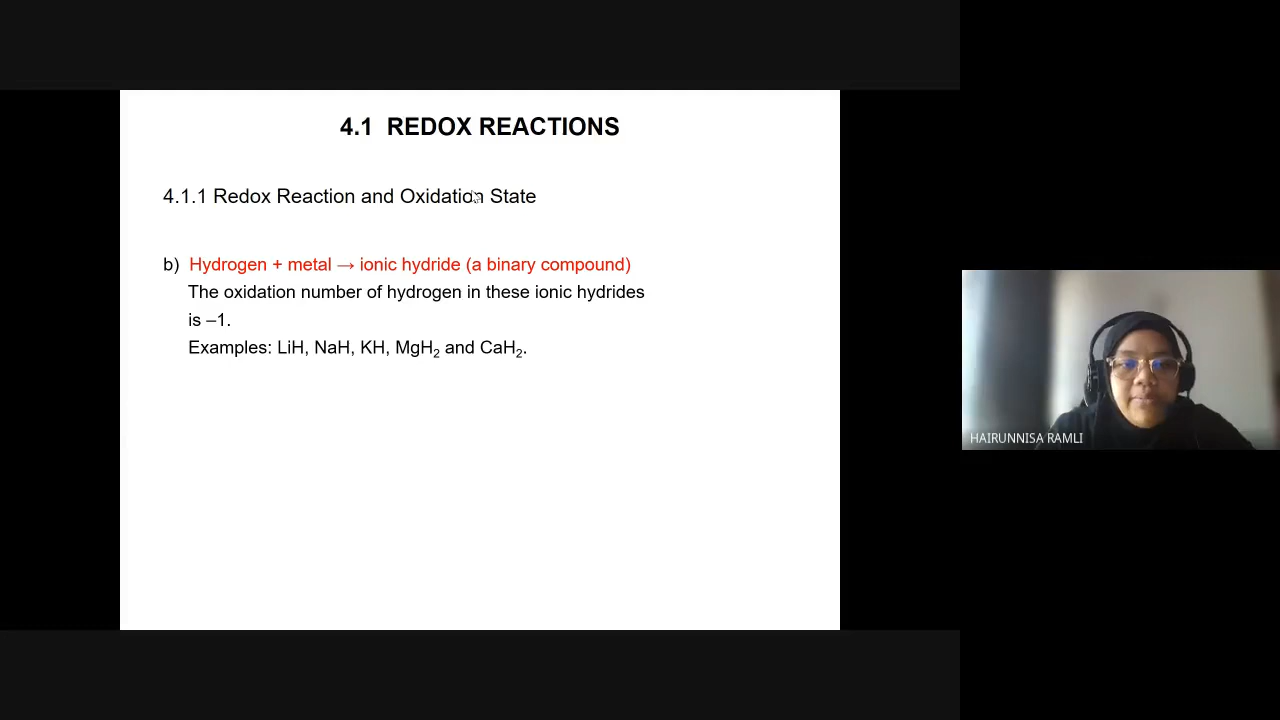 4.1 REDOX REACTIONS
4.1.1 Redox Reaction and Oxidation State
b) Hydrogen + metal → ionic hydride (a binary compound)
The oxidation number of hydrogen in these ionic hydrides
is –1.
Examples: LiH, NaH, KH, MgH₂ and CaH₂.
HAIRUNNISA RAMLI